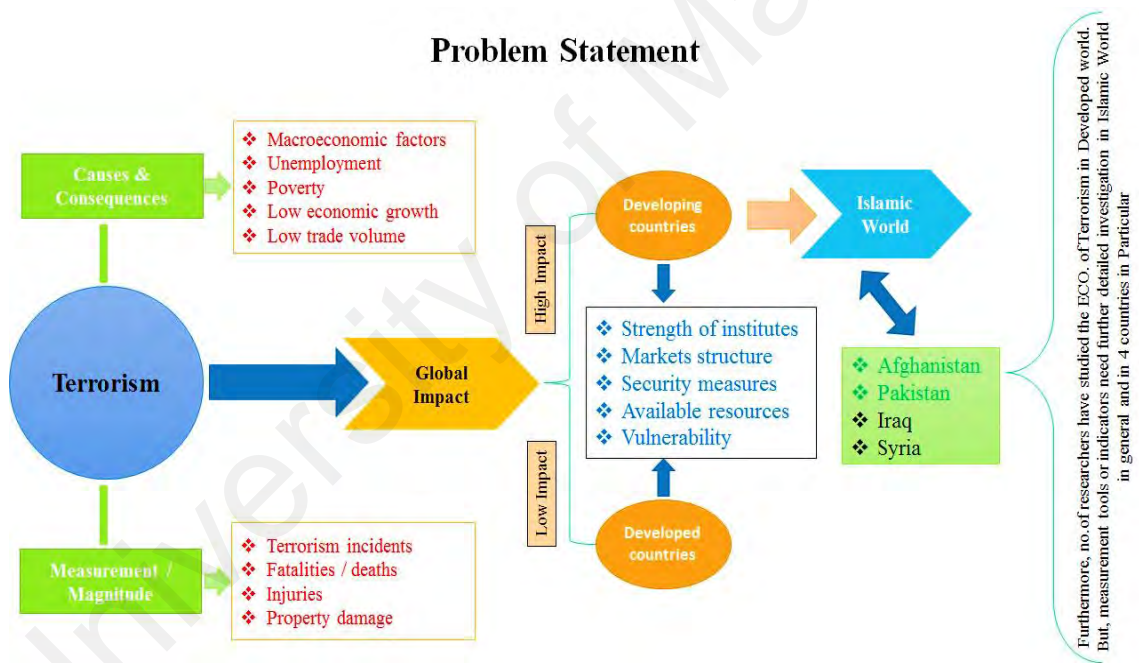 Problem Statement
Causes &
Consequences
❖ Macroeconomic factors
❖ Unemployment
❖ Poverty
❖ Low economic growth
❖ Low trade volume
Terrorism
Measurement /
Magnitude
❖ Terrorism incidents
❖ Fatalities / deaths
❖ Injuries
❖ Property damage
Global
Impact
High Impact
Low Impact
Developing
countries
❖ Strength of institutes
❖ Markets structure
❖ Security measures
❖ Available resources
❖ Vulnerability
Developed
countries
Islamic
World
❖ Afghanistan
❖ Pakistan
❖ Iraq
❖ Syria
Furthermore, no.of researchers have studied the ECO. of Terrorism in Developed world.
But, measurement tools or indicators need further detailed investigation in Islamic World
in general and in 4 countries in Particular
University of Ma